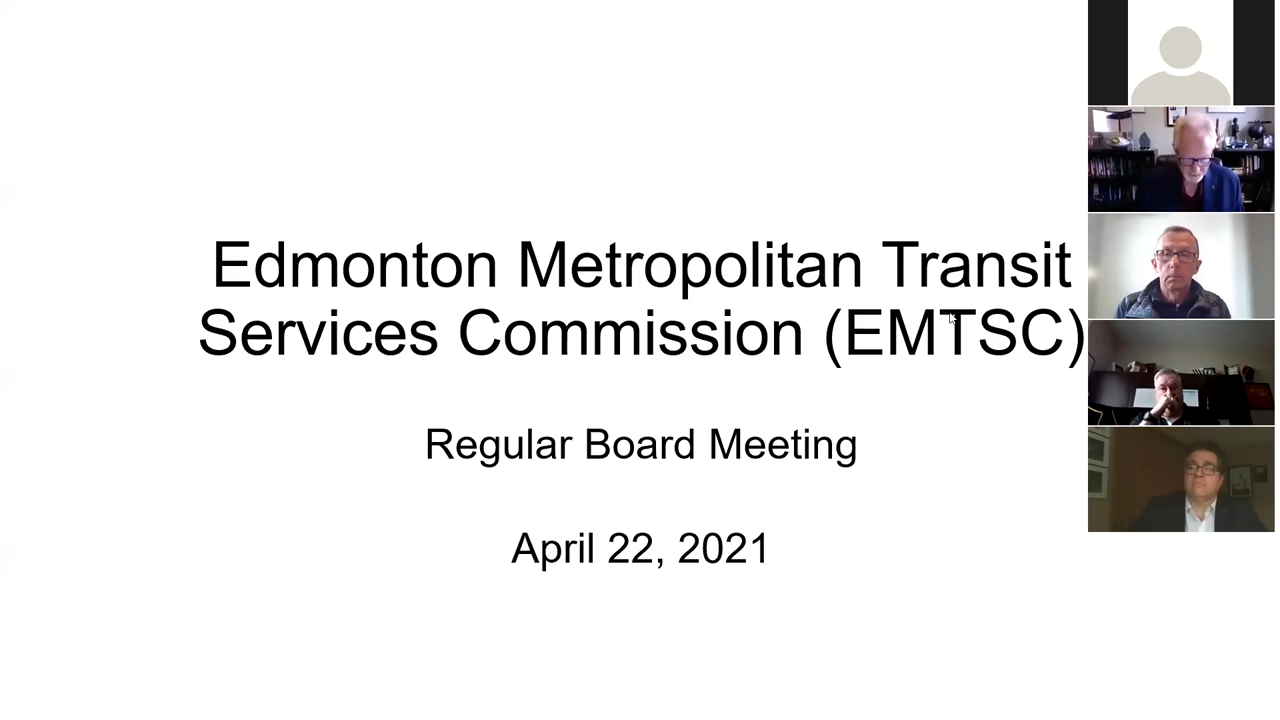 Edmonton Metropolitan Transit
Services Commission (EMTSC)
Regular Board Meeting
April 22, 2021